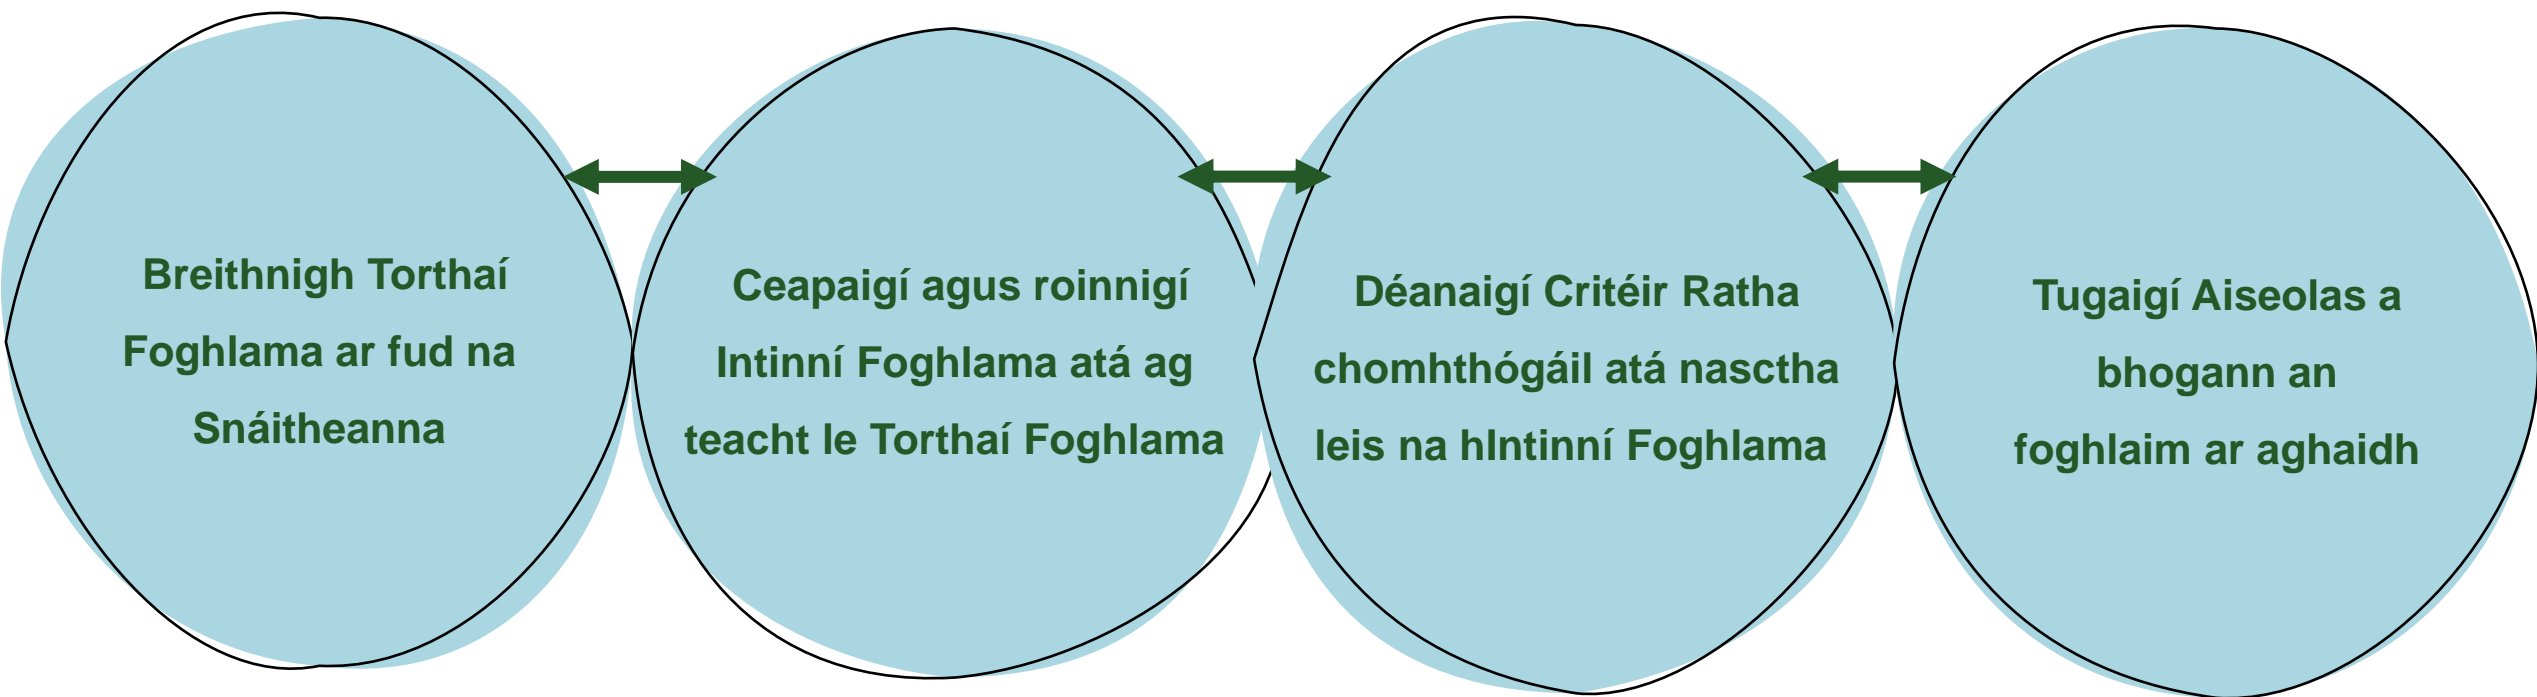 Breithnigh Torthaí
Foghlama ar fud na
Snáitheanna
Ceapaigí agus roinnigí
Intinní Foghlama atá ag
teacht le Torthaí Foghlama
Déanaigí Critéir Ratha
chomhthógáil atá nasctha
leis na hIntinní Foghlama
Tugaigí Aiseolas a
bhogann an
foghlaim ar aghaidh